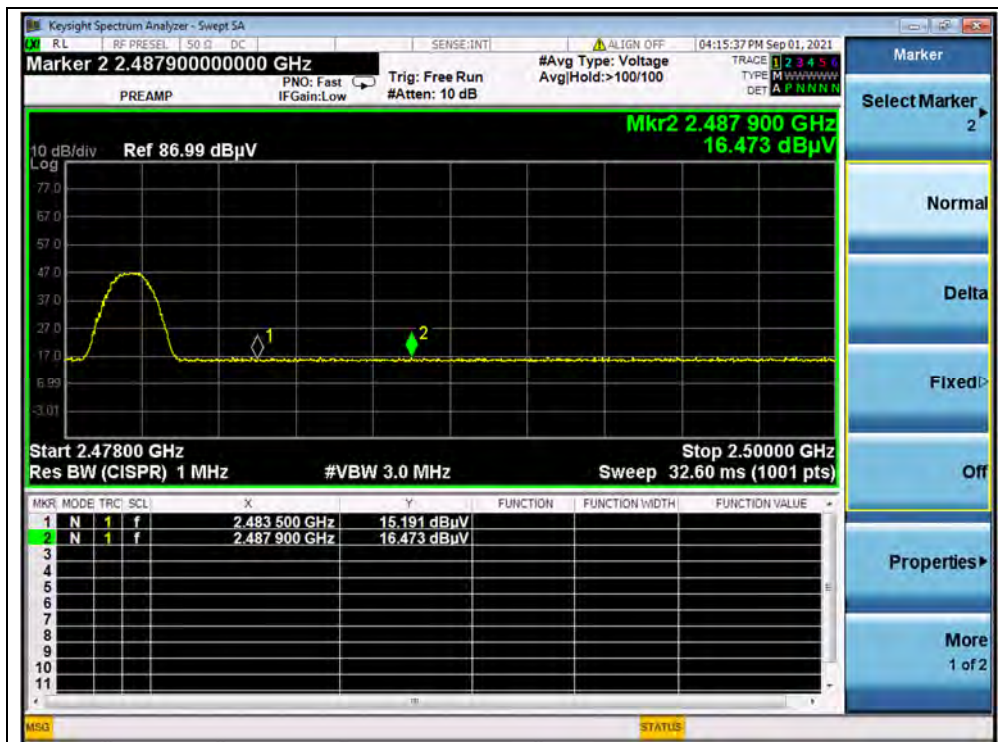 Keysight Spectrum Analyzer - Swept SA
LXI RL RF PRESEL 50 Ω DC SENSE:INT ALIGN OFF 04:15:37 PM Sep 01, 2021
Marker 2 2.487900000000 GHz
PREAMP
PNO: Fast
IFGain:Low
Trig: Free Run
#Atten: 10 dB
#Avg Type: Voltage
Avg|Hold:>100/100
TRACE 1 2 3 4 5 6
TYPE M WWWWW
DET A P N N N N
Mkr2 2.487 900 GHz
16.473 dBµV
10 dB/div Ref 86.99 dBµV
Log
77.0
67.0
57.0
47.0
37.0
27.0
17.0
6.99
-3.01
1
2
Start 2.47800 GHz Stop 2.50000 GHz
Res BW (CISPR) 1 MHz #VBW 3.0 MHz Sweep 32.60 ms (1001 pts)
MKR MODE TRC SCL X Y FUNCTION FUNCTION WIDTH FUNCTION VALUE
1 N 1 f 2.483 500 GHz 15.191 dBµV
2 N 1 f 2.487 900 GHz 16.473 dBµV
3
4
5
6
7
8
9
10
11
MSG STATUS
Marker
Select Marker
2
Normal
Delta
Fixed
Off
Properties
More
1 of 2